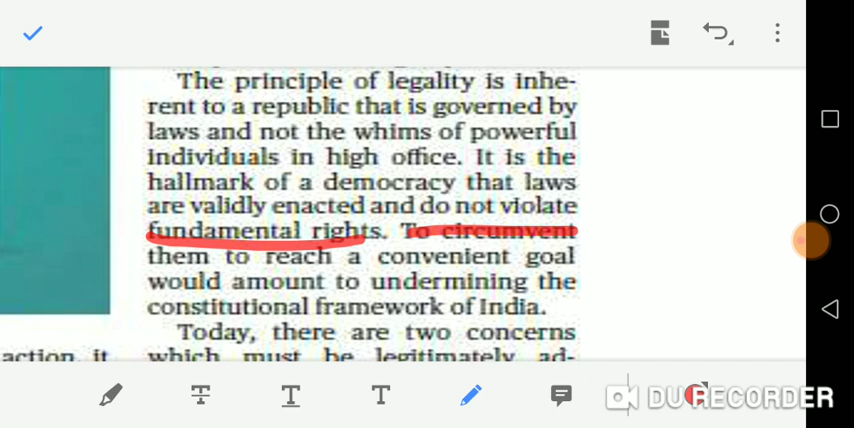 The principle of legality is inhe-
rent to a republic that is governed by
laws and not the whims of powerful
individuals in high office. It is the
hallmark of a democracy that laws
are validly enacted and do not violate
fundamental rights. To circumvent
them to reach a convenient goal
would amount to undermining the
constitutional framework of India.
Today, there are two concerns
action, it
which must be legitimately ad-
T T T
DU RECORDER